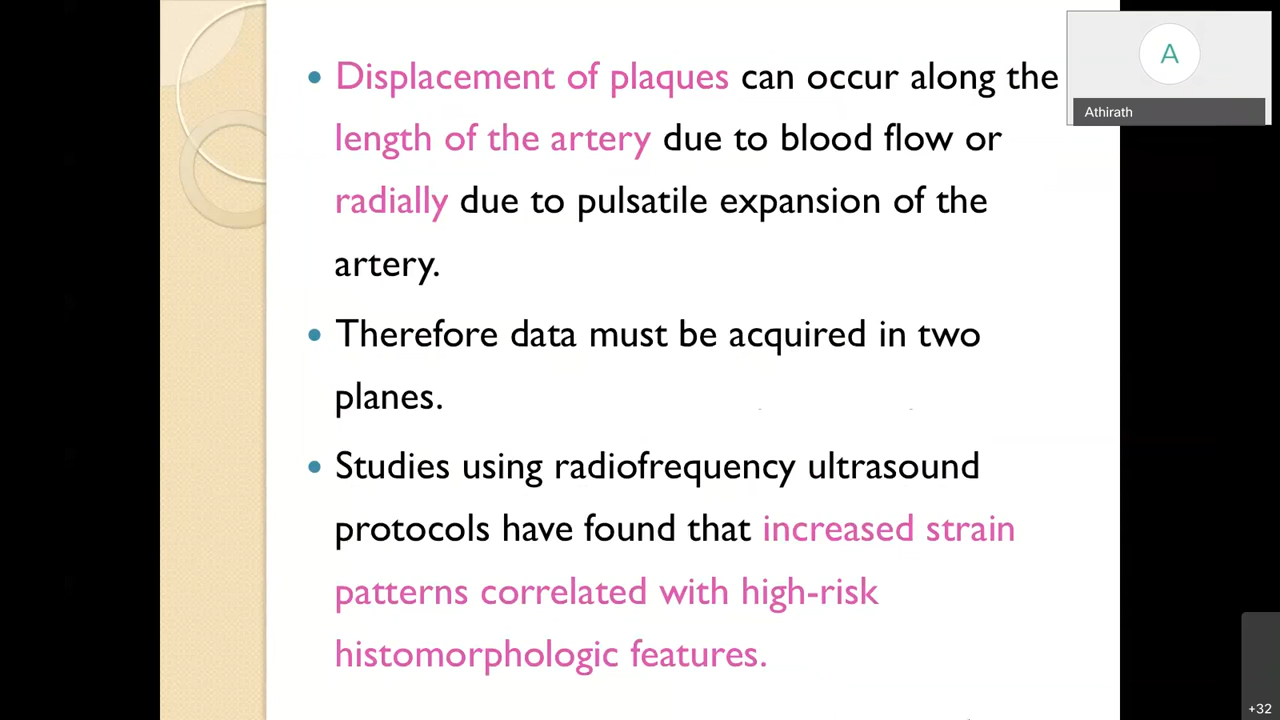 Displacement of plaques can occur along the
length of the artery due to blood flow or
radially due to pulsatile expansion of the
artery.
Therefore data must be acquired in two
planes.
Studies using radiofrequency ultrasound
protocols have found that increased strain
patterns correlated with high-risk
histomorphologic features.
A
Athirath
+32